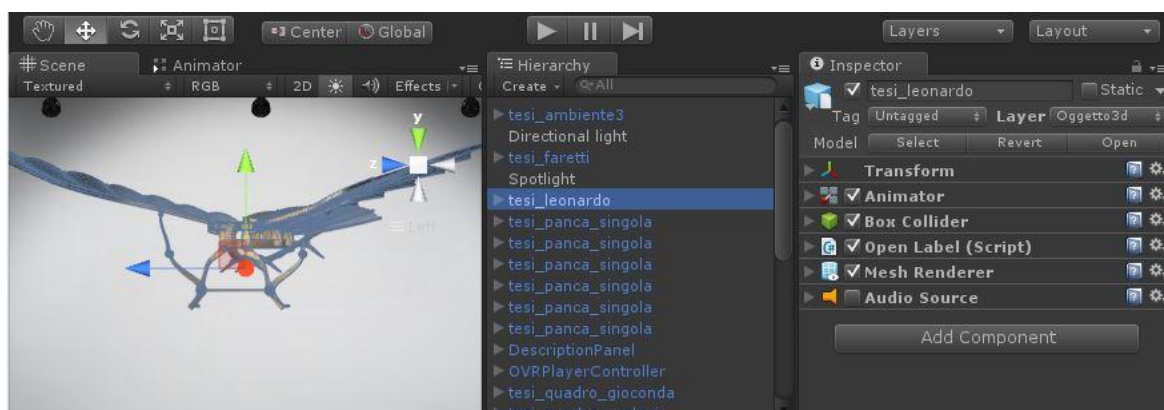 Center Global
Layers Layout
Scene Animator
Textured RGB 2D Effects
y
z
Left
Hierarchy
Create All
tesi_ambiente3
Directional light
tesi_faretti
Spotlight
tesi_leonardo
tesi_panca_singola
tesi_panca_singola
tesi_panca_singola
tesi_panca_singola
tesi_panca_singola
tesi_panca_singola
DescriptionPanel
OVRPlayerController
tesi_quadro_gioconda
Inspector
tesi_leonardo Static
Tag Untagged Layer Oggetto3d
Model Select Revert Open
Transform
Animator
Box Collider
Open Label (Script)
Mesh Renderer
Audio Source
Add Component